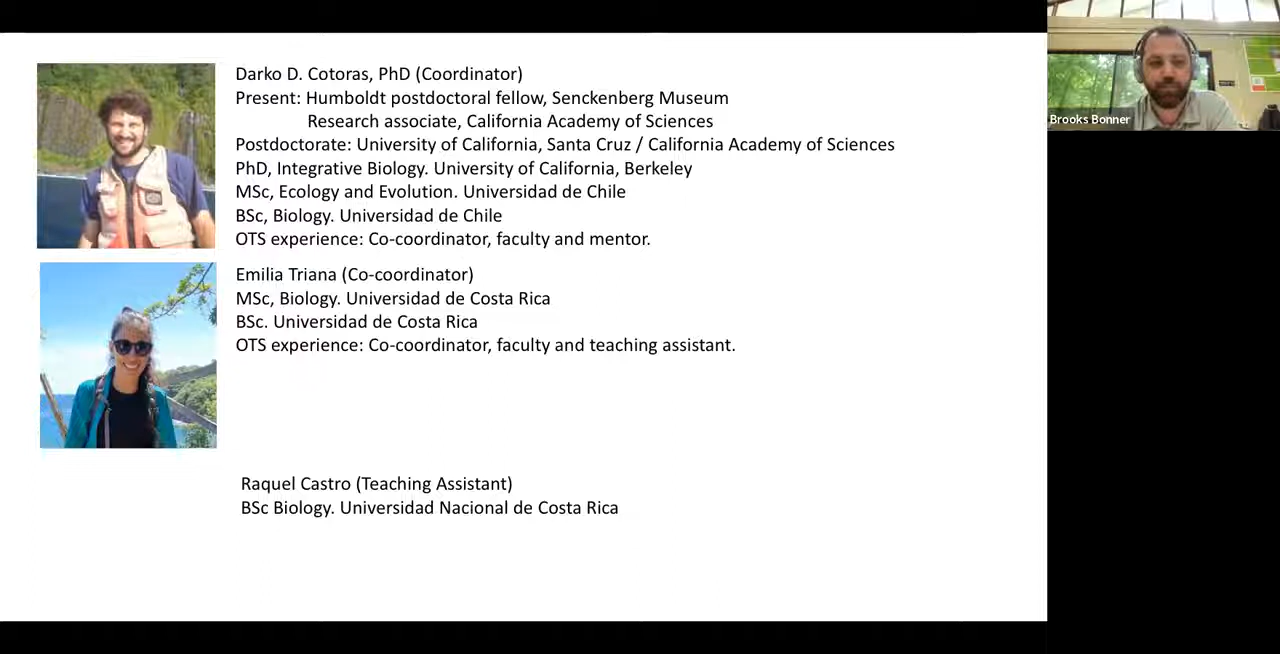 Darko D. Cotoras, PhD (Coordinator)
Present: Humboldt postdoctoral fellow, Senckenberg Museum
Research associate, California Academy of Sciences
Postdoctorate: University of California, Santa Cruz / California Academy of Sciences
PhD, Integrative Biology. University of California, Berkeley
MSc, Ecology and Evolution. Universidad de Chile
BSc, Biology. Universidad de Chile
OTS experience: Co-coordinator, faculty and mentor.
Emilia Triana (Co-coordinator)
MSc, Biology. Universidad de Costa Rica
BSc. Universidad de Costa Rica
OTS experience: Co-coordinator, faculty and teaching assistant.
Raquel Castro (Teaching Assistant)
BSc Biology. Universidad Nacional de Costa Rica
Brooks Bonner